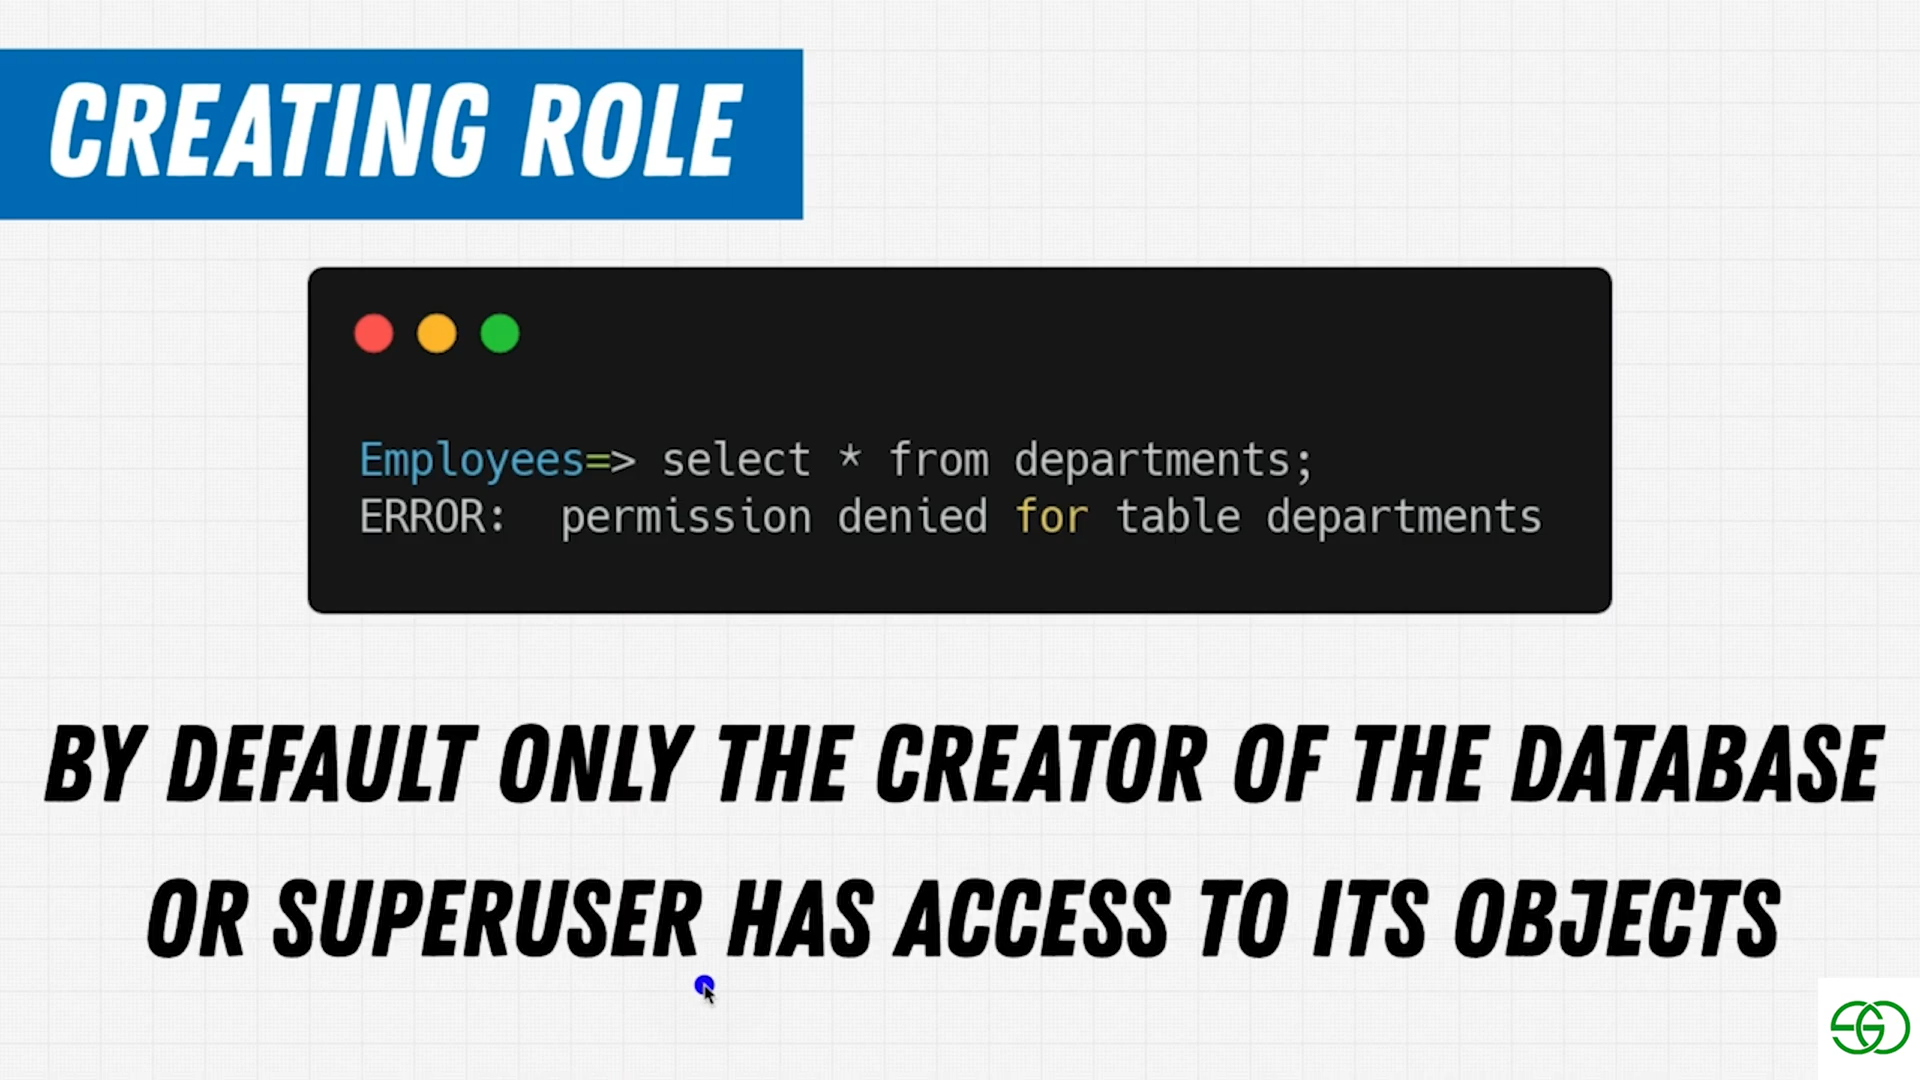 CREATING ROLE
Employees=> select * from departments;
ERROR:  permission denied for table departments
BY DEFAULT ONLY THE CREATOR OF THE DATABASE
OR SUPERUSER HAS ACCESS TO ITS OBJECTS